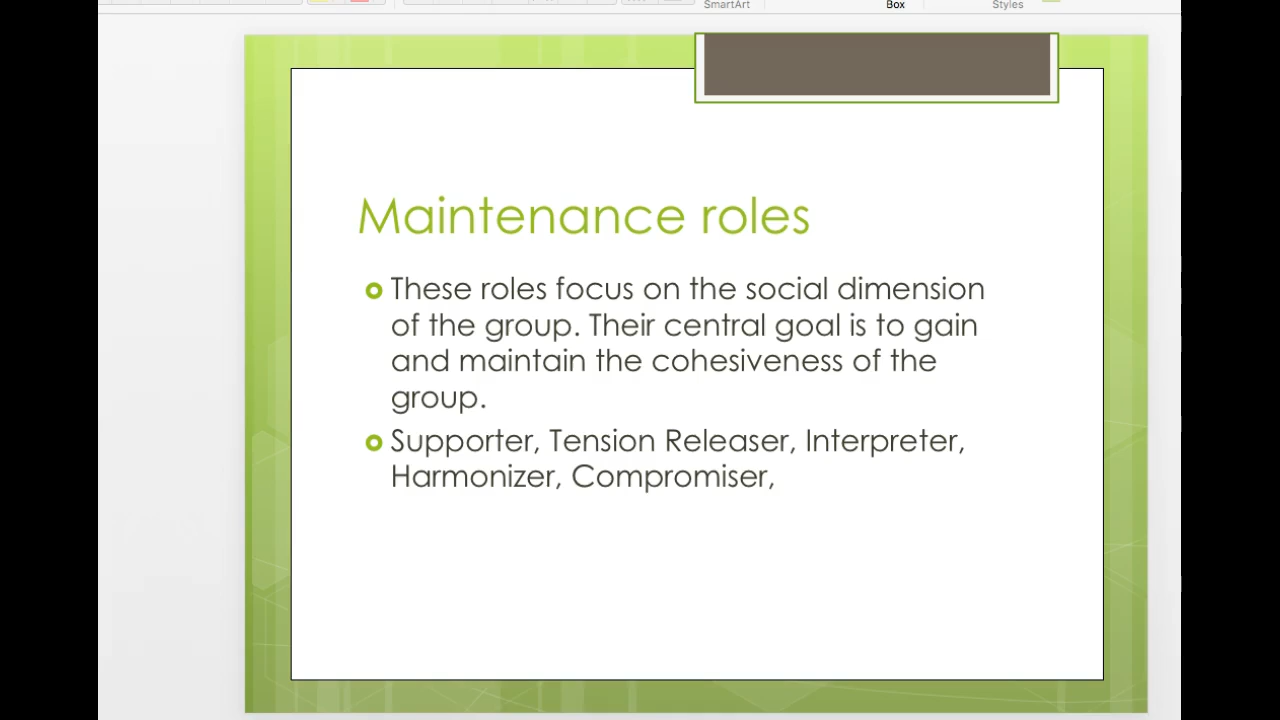 SmartArt Box Styles
Maintenance roles
These roles focus on the social dimension
of the group. Their central goal is to gain
and maintain the cohesiveness of the
group.
Supporter, Tension Releaser, Interpreter,
Harmonizer, Compromiser,